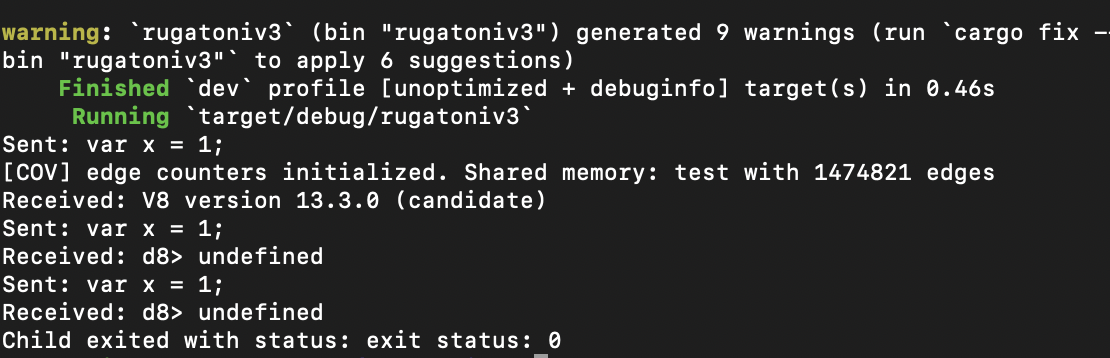 warning: `rugatoniv3` (bin "rugatoniv3") generated 9 warnings (run `cargo fix --
bin "rugatoniv3"` to apply 6 suggestions)
Finished `dev` profile [unoptimized + debuginfo] target(s) in 0.46s
Running `target/debug/rugatoniv3`
Sent: var x = 1;
[COV] edge counters initialized. Shared memory: test with 1474821 edges
Received: V8 version 13.3.0 (candidate)
Sent: var x = 1;
Received: d8> undefined
Sent: var x = 1;
Received: d8> undefined
Child exited with status: exit status: 0